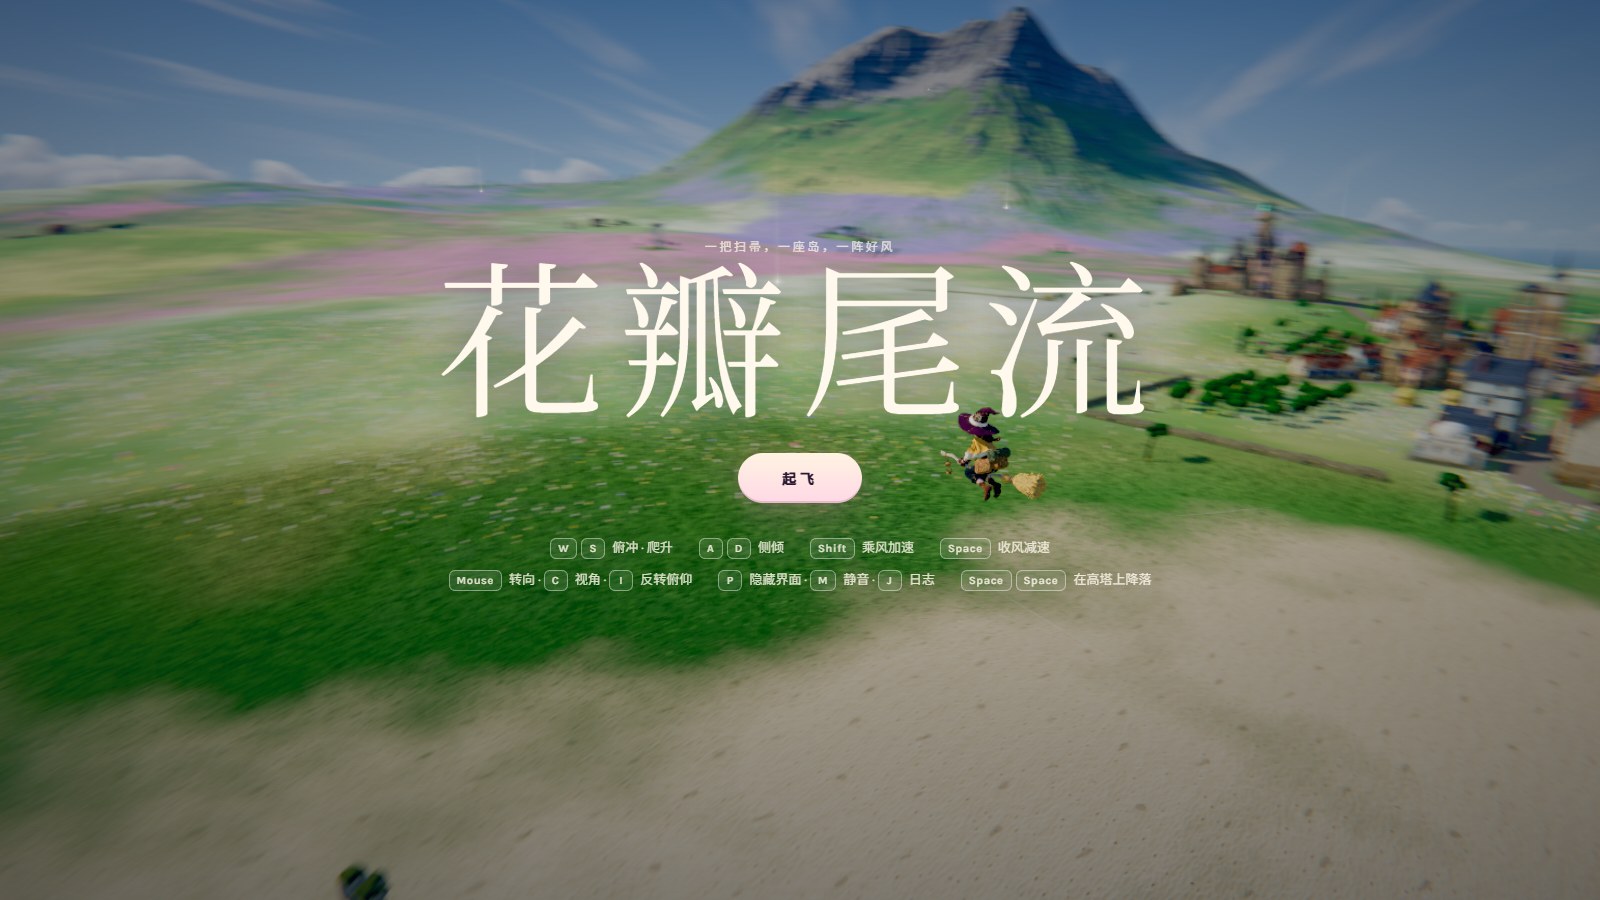 一把扫帚，一座岛，一阵好风
花瓣尾流
起飞
W S 俯冲·爬升 A D 侧倾 Shift 乘风加速 Space 收风减速
Mouse 转向· C 视角· I 反转俯仰 P 隐藏界面· M 静音· J 日志 Space Space 在高塔上降落